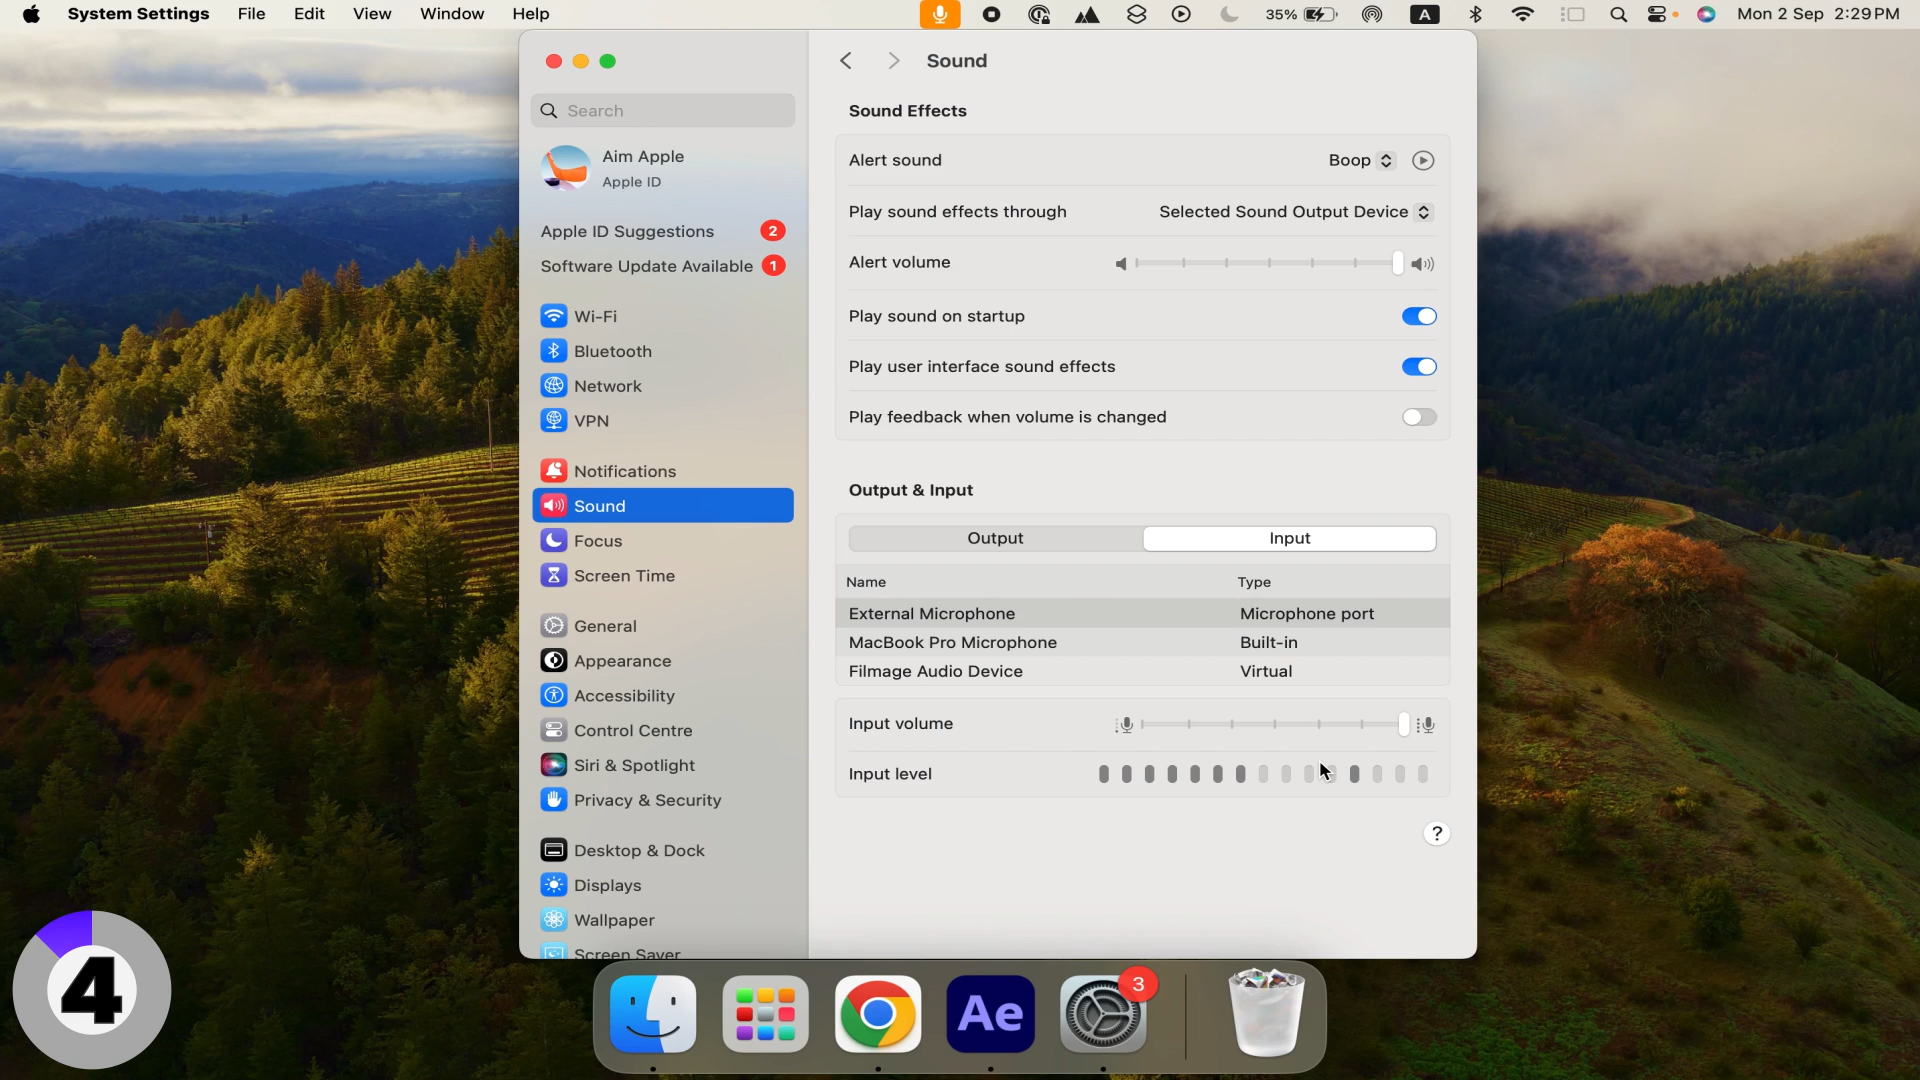 System Settings File Edit View Window Help
35% A Mon 2 Sep 2:29 PM
Sound
Search
Aim Apple
Apple ID
Apple ID Suggestions 2
Software Update Available 1
Wi-Fi
Bluetooth
Network
VPN
Notifications
Sound
Focus
Screen Time
General
Appearance
Accessibility
Control Centre
Siri & Spotlight
Privacy & Security
Desktop & Dock
Displays
Wallpaper
Screen Saver
Sound Effects
Alert sound Boop
Play sound effects through Selected Sound Output Device
Alert volume
Play sound on startup
Play user interface sound effects
Play feedback when volume is changed
Output & Input
Output Input
Name Type
External Microphone Microphone port
MacBook Pro Microphone Built-in
Filmage Audio Device Virtual
Input volume
Input level
?
4
Ae
3